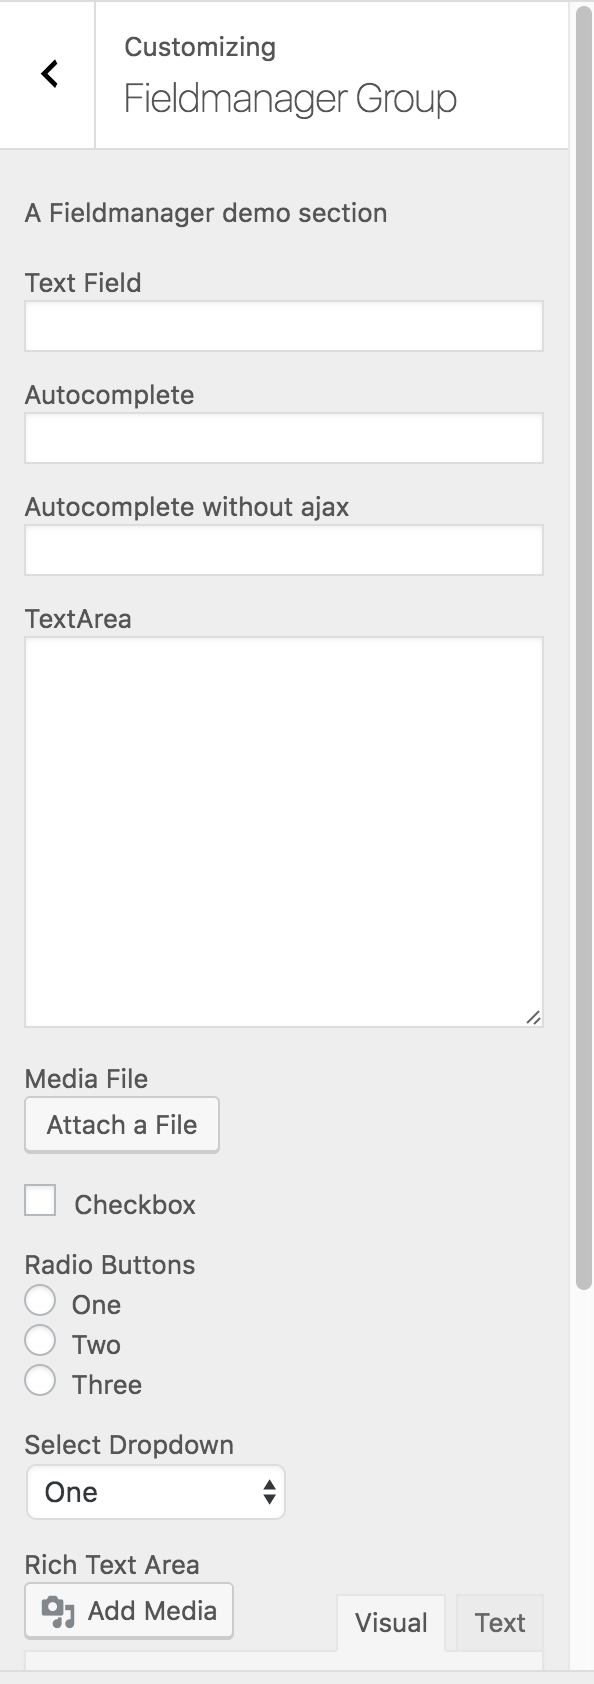 Customizing
Fieldmanager Group
A Fieldmanager demo section
Text Field
Autocomplete
Autocomplete without ajax
TextArea
Media File
Attach a File
Checkbox
Radio Buttons
One
Two
Three
Select Dropdown
One
Rich Text Area
Add Media Visual Text